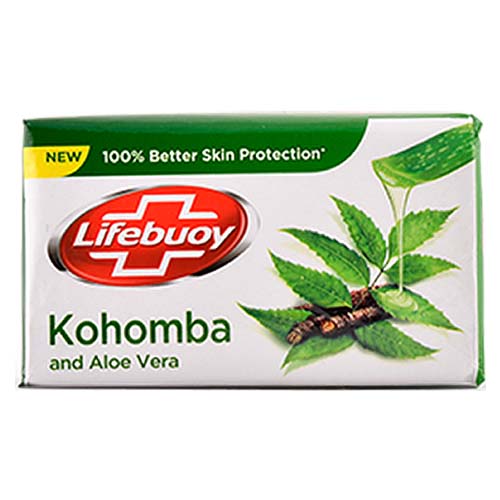 NEW
100% Better Skin Protection*
Lifebuoy
Kohomba
and Aloe Vera